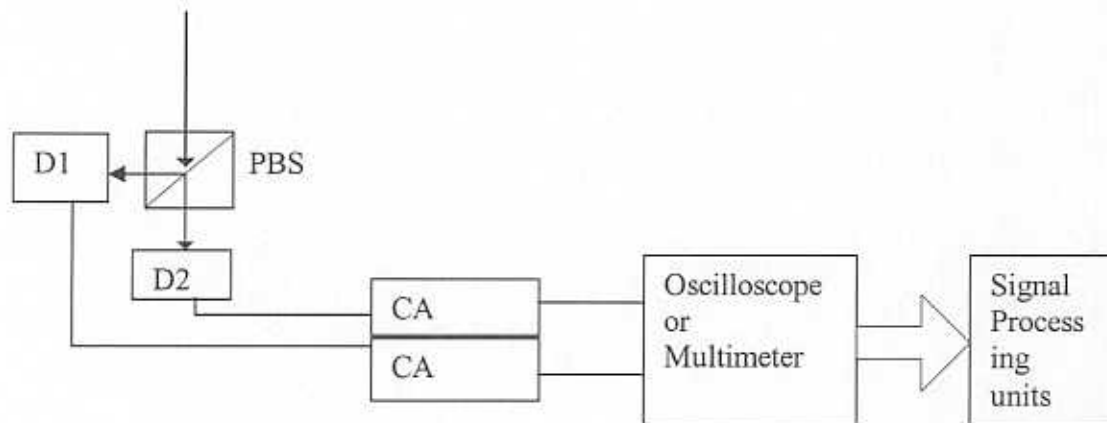 D1
PBS
D2
CA
CA
Oscilloscope
or
Multimeter
Signal
Process
ing
units